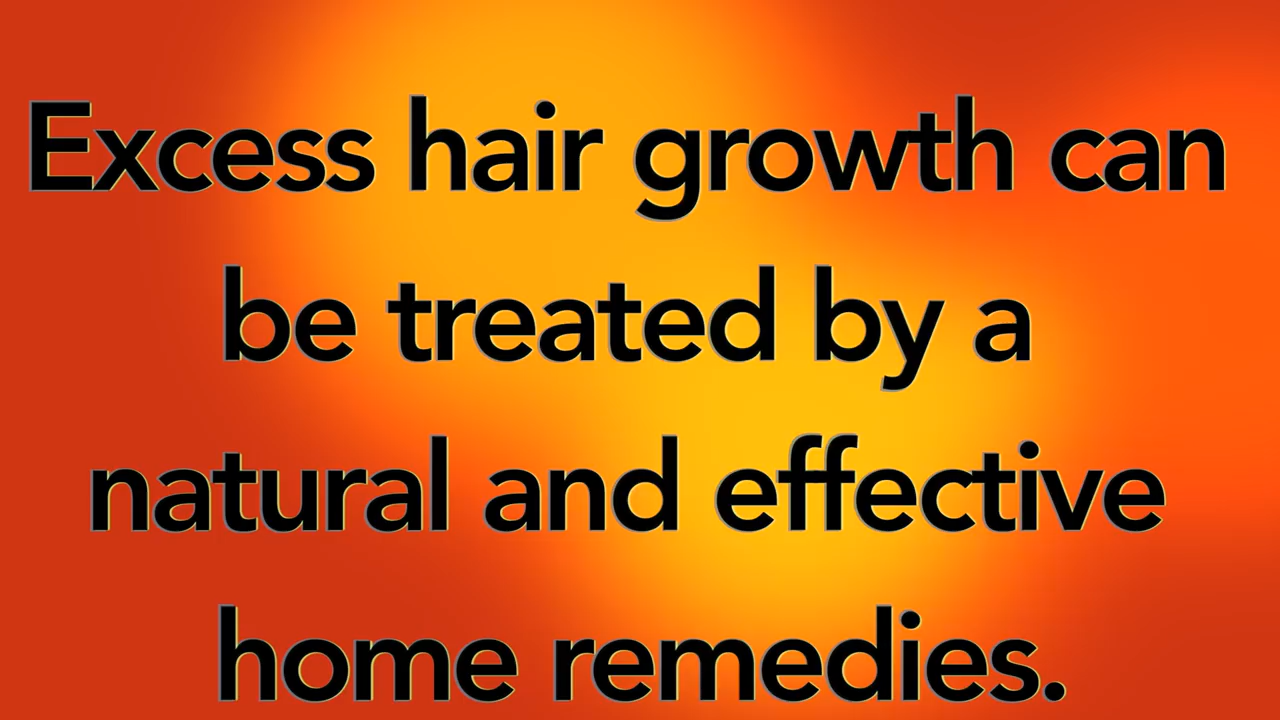 Excess hair growth can
be treated by a
natural and effective
home remedies.